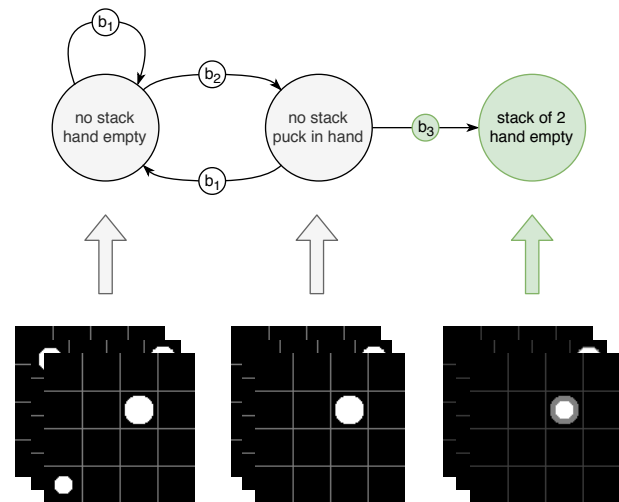 b1
b2
no stack
hand empty
no stack
puck in hand
b3
stack of 2
hand empty
b1